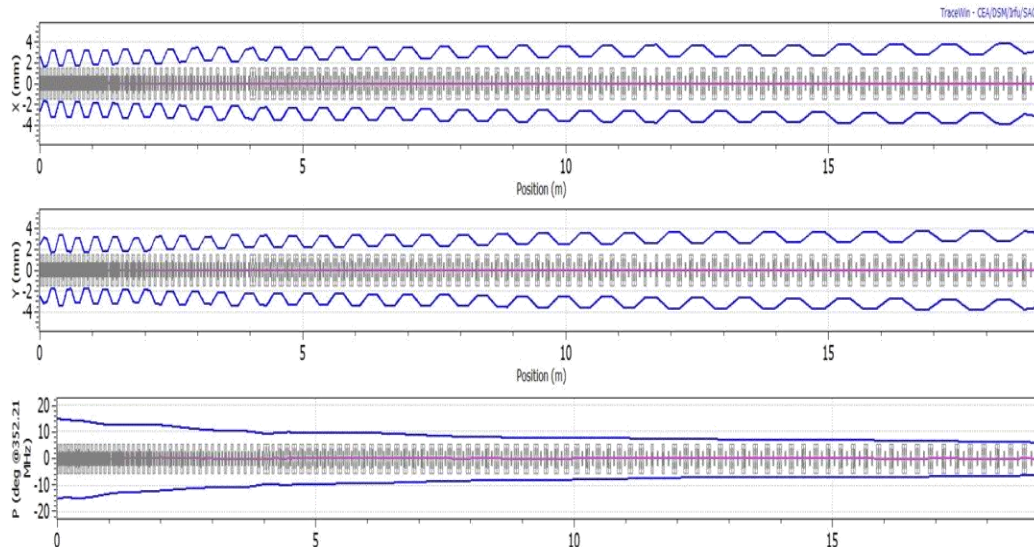 TraceWin - CEA/DSM/Irfu/SAC
X (mm)
4
2
0
-2
-4
0 5 10 15
Position (m)
Y (mm)
4
2
0
-2
-4
0 5 10 15
Position (m)
P (deg @ 352.21
MHz)
20
10
0
-10
-20
0 5 10 15